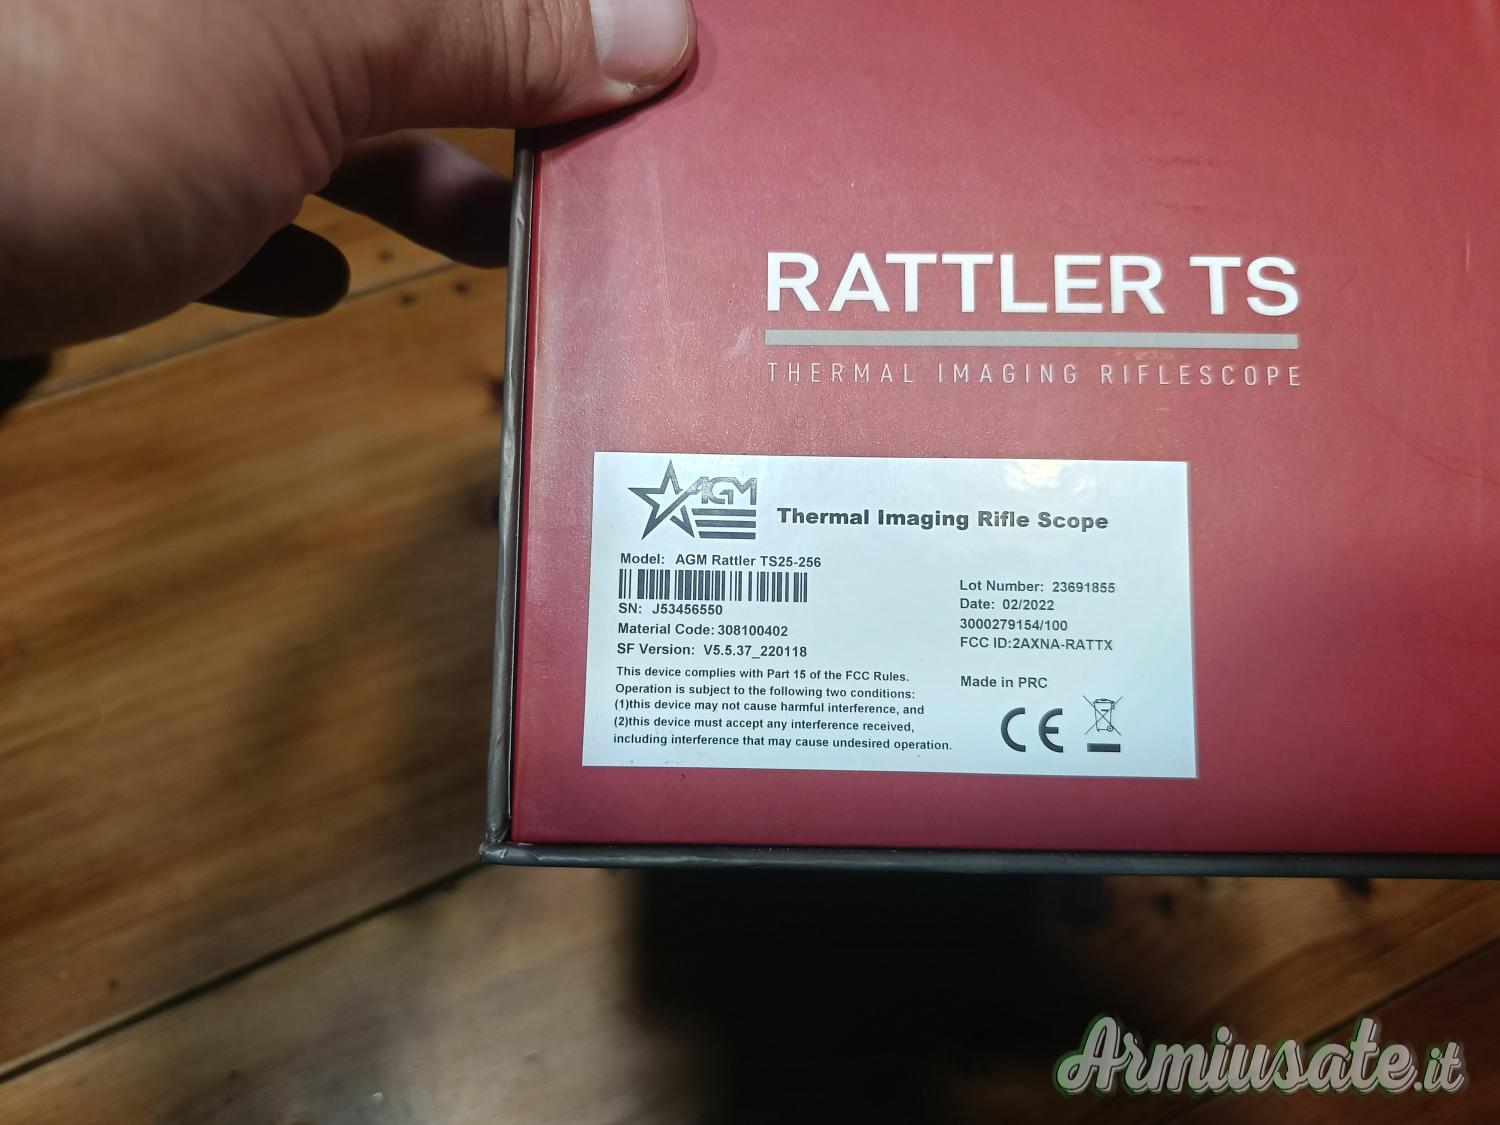 RATTLER TS
THERMAL IMAGING RIFLESCOPE
AGM
Thermal Imaging Rifle Scope
Model: AGM Rattler TS25-256
SN: J53456550
Material Code: 308100402
SF Version: V5.5.37_220118
This device complies with Part 15 of the FCC Rules.
Operation is subject to the following two conditions:
(1)this device may not cause harmful interference, and
(2)this device must accept any interference received,
including interference that may cause undesired operation.
Lot Number: 23691855
Date: 02/2022
3000279154/100
FCC ID:2AXNA-RATTX
Made in PRC
CE
Armiusate.it